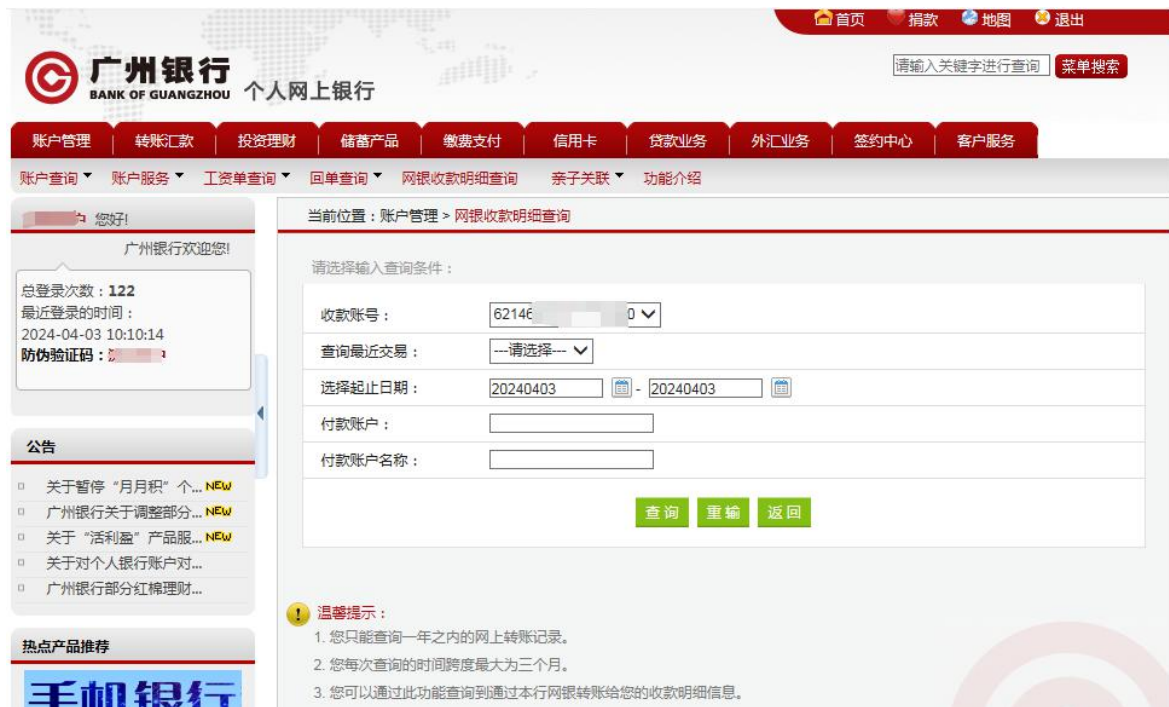 首页 捐款 地图 退出
广州银行
BANK OF GUANGZHOU 个人网上银行
请输入关键字进行查询 菜单搜索
账户管理 转账汇款 投资理财 储蓄产品 缴费支付 信用卡 贷款业务 外汇业务 签约中心 客户服务
账户查询 账户服务 工资单查询 回单查询 网银收款明细查询 亲子关联 功能介绍
您好!
广州银行欢迎您!
总登录次数：122
最近登录的时间：
2024-04-03 10:10:14
防伪验证码：
公告
关于暂停“月月积”个... NEW
广州银行关于调整部分... NEW
关于“活利盈”产品服... NEW
关于对个人银行账户对...
广州银行部分红棉理财...
热点产品推荐
手机银行
当前位置：账户管理 > 网银收款明细查询
请选择输入查询条件：
收款账号： 62146 0
查询最近交易： ---请选择---
选择起止日期： 20240403 - 20240403
付款账户：
付款账户名称：
查询 重输 返回
温馨提示：
1. 您只能查询一年之内的网上转账记录。
2. 您每次查询的时间跨度最大为三个月。
3. 您可以通过此功能查询到通过本行网银转账给您的收款明细信息。